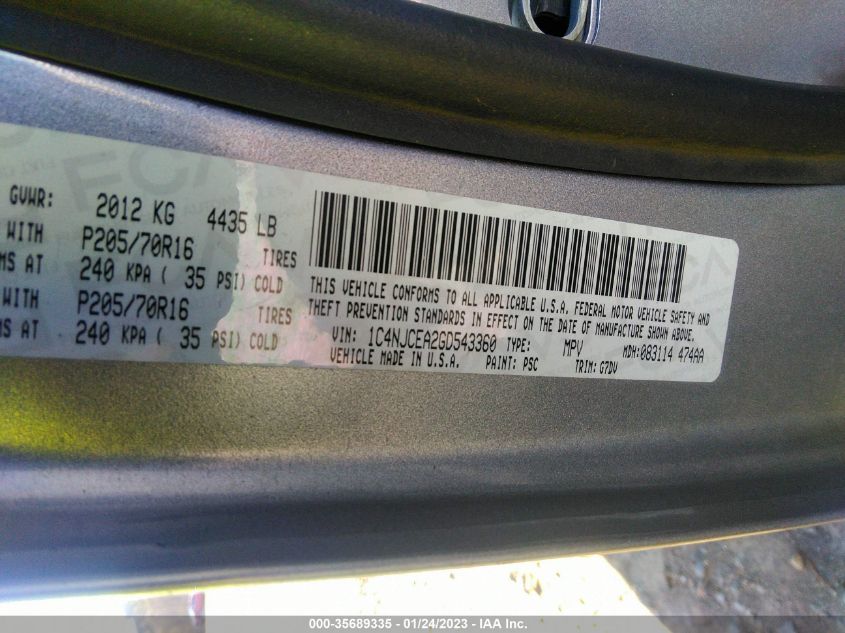 GVWR: 2012 KG 4435 LB
WITH P205/70R16 TIRES
MS AT 240 KPA ( 35 PSI) COLD
WITH P205/70R16 TIRES
MS AT 240 KPA ( 35 PSI) COLD
THIS VEHICLE CONFORMS TO ALL APPLICABLE U.S.A. FEDERAL MOTOR VEHICLE SAFETY AND
THEFT PREVENTION STANDARDS IN EFFECT ON THE DATE OF MANUFACTURE SHOWN ABOVE.
VIN: 1C4NJCEA2GD543360 TYPE: MPV MDH:083114 474AA
VEHICLE MADE IN U.S.A. PAINT: PSC TRIM: G7DV
000-35689335 - 01/24/2023 - IAA Inc.